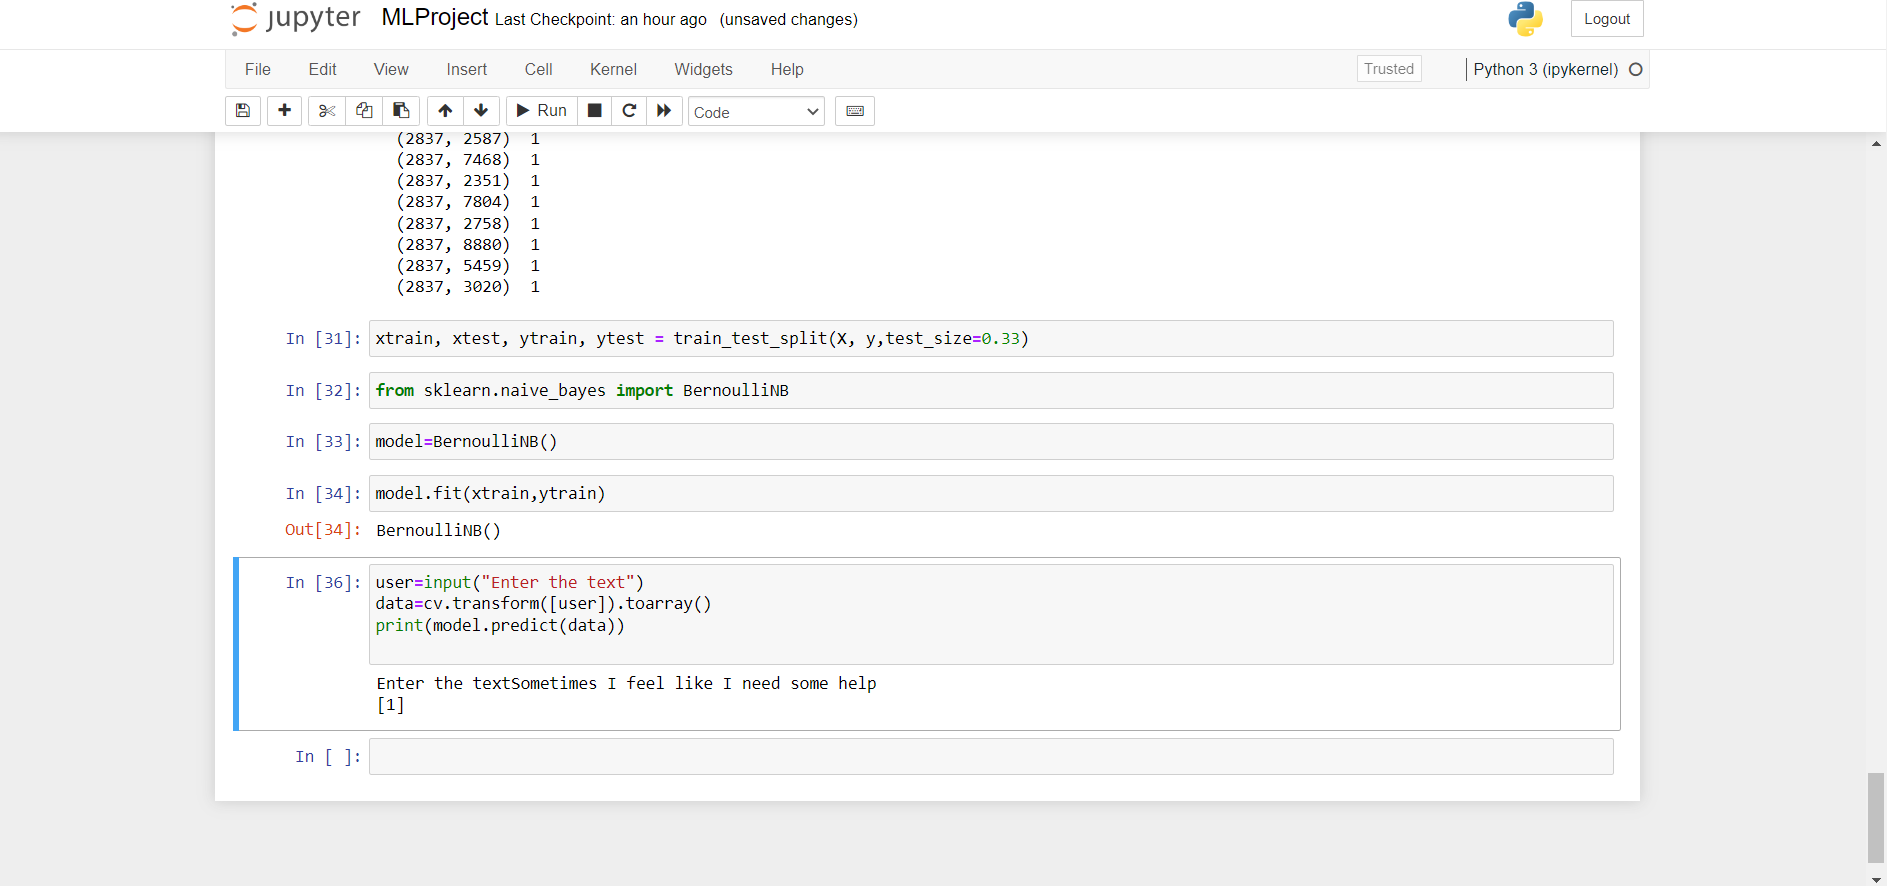 jupyter MLProject Last Checkpoint: an hour ago (unsaved changes) Logout
File Edit View Insert Cell Kernel Widgets Help Trusted Python 3 (ipykernel)
Run Code
(2837, 2587) 1
(2837, 7468) 1
(2837, 2351) 1
(2837, 7804) 1
(2837, 2758) 1
(2837, 8880) 1
(2837, 5459) 1
(2837, 3020) 1
In [31]: xtrain, xtest, ytrain, ytest = train_test_split(X, y,test_size=0.33)
In [32]: from sklearn.naive_bayes import BernoulliNB
In [33]: model=BernoulliNB()
In [34]: model.fit(xtrain,ytrain)
Out[34]: BernoulliNB()
In [36]: user=input("Enter the text")
data=cv.transform([user]).toarray()
print(model.predict(data))
Enter the textSometimes I feel like I need some help
[1]
In [ ]: